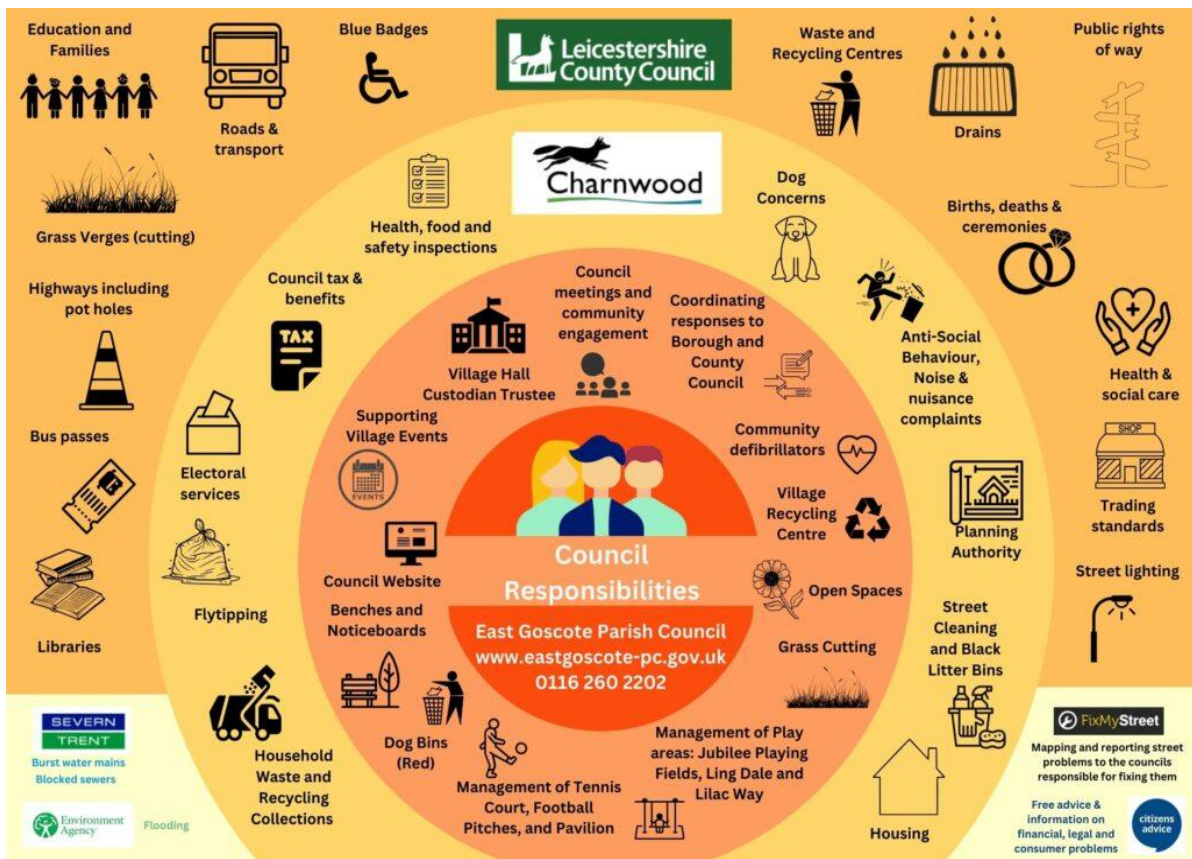 Education and
Families
Roads &
transport
Blue Badges
Leicestershire
County Council
Waste and
Recycling Centres
Drains
Public rights
of way
Grass Verges (cutting)
Births, deaths &
ceremonies
Highways including
pot holes
Health &
social care
Bus passes
Trading
standards
SHOP
Libraries
Street lighting
Charnwood
Health, food and
safety inspections
Dog
Concerns
Council tax &
benefits
TAX
Anti-Social
Behaviour,
Noise &
nuisance
complaints
Electoral
services
Planning
Authority
Flytipping
Street
Cleaning
and Black
Litter Bins
Household
Waste and
Recycling
Collections
Housing
Village Hall
Custodian Trustee
Council
meetings and
community
engagement
Coordinating
responses to
Borough and
County
Council
Supporting
Village Events
EVENTS
Community
defibrillators
Village
Recycling
Centre
Council Website
Open Spaces
Benches and
Noticeboards
Grass Cutting
Dog Bins
(Red)
Management of Tennis
Court, Football
Pitches, and Pavilion
Management of Play
areas: Jubilee Playing
Fields, Ling Dale and
Lilac Way
Council
Responsibilities
East Goscote Parish Council
www.eastgoscote-pc.gov.uk
0116 260 2202
SEVERN
TRENT
Burst water mains
Blocked sewers
Environment
Agency
Flooding
FixMyStreet
Mapping and reporting street
problems to the councils
responsible for fixing them
Free advice &
information on
financial, legal and
consumer problems
citizens
advice